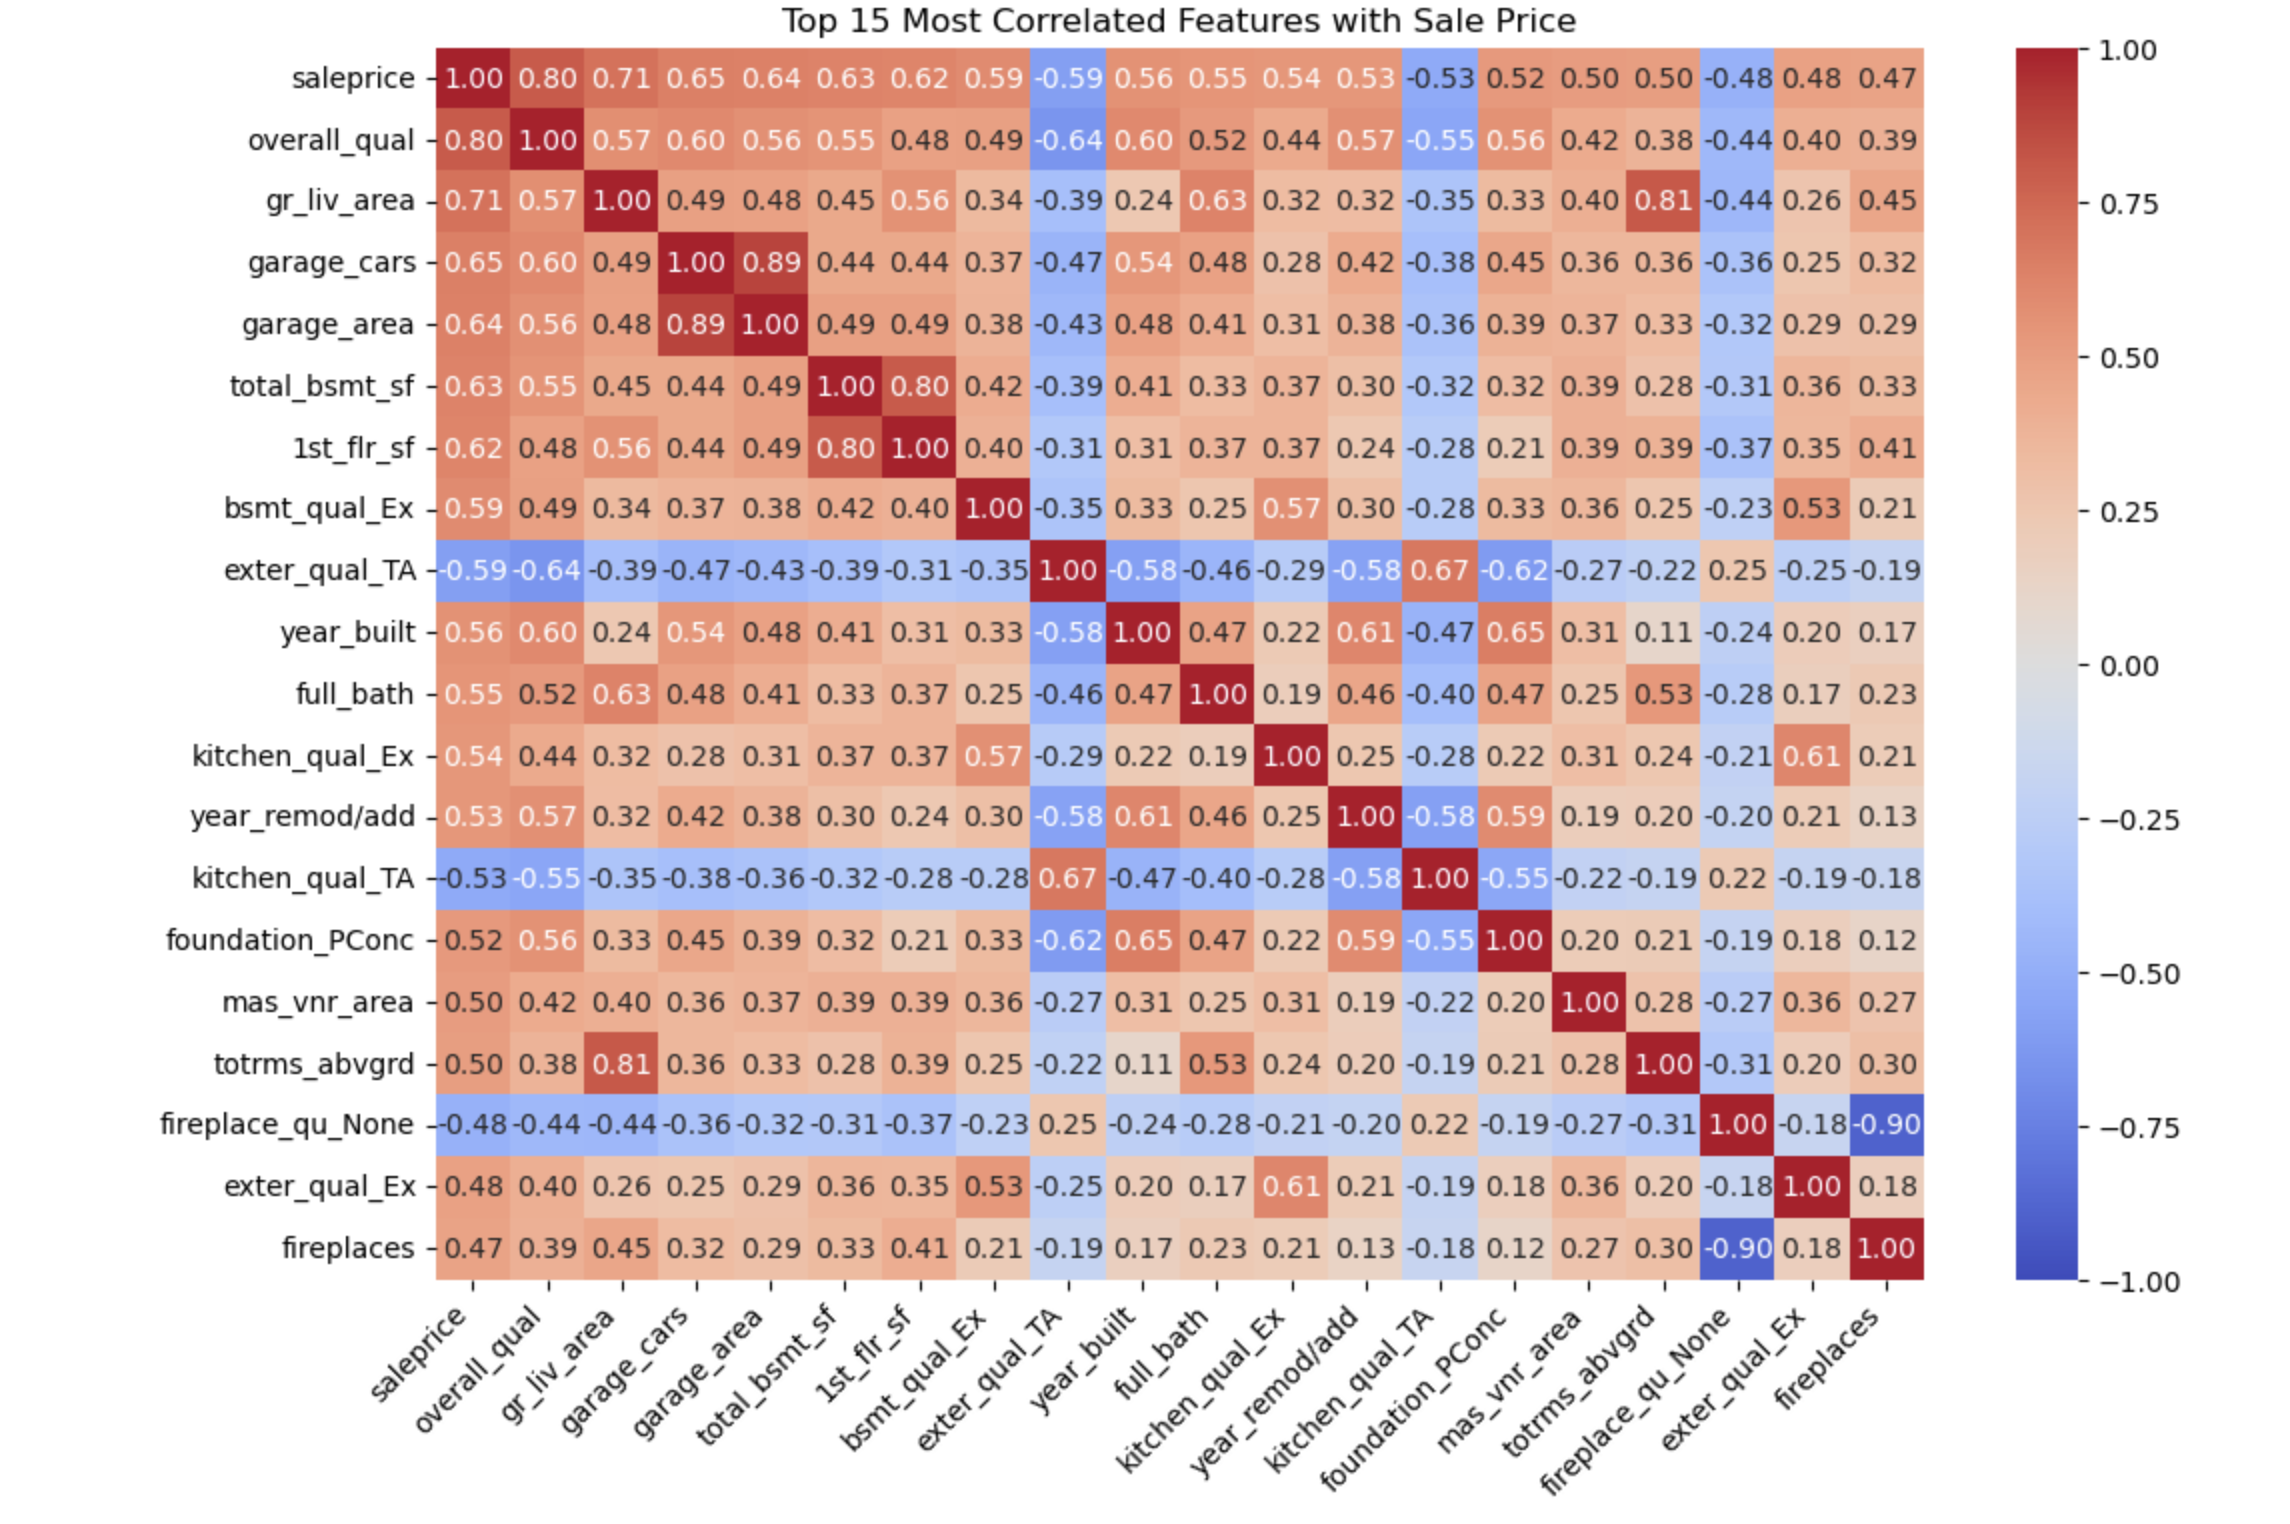 Top 15 Most Correlated Features with Sale Price
saleprice 1.00 0.80 0.71 0.65 0.64 0.63 0.62 0.59 -0.59 0.56 0.55 0.54 0.53 -0.53 0.52 0.50 0.50 -0.48 0.48 0.47
overall_qual 0.80 1.00 0.57 0.60 0.56 0.55 0.48 0.49 -0.64 0.60 0.52 0.44 0.57 -0.55 0.56 0.42 0.38 -0.44 0.40 0.39
gr_liv_area 0.71 0.57 1.00 0.49 0.48 0.45 0.56 0.34 -0.39 0.24 0.63 0.32 0.32 -0.35 0.33 0.40 0.81 -0.44 0.26 0.45
garage_cars 0.65 0.60 0.49 1.00 0.89 0.44 0.44 0.37 -0.47 0.54 0.48 0.28 0.42 -0.38 0.45 0.36 0.36 -0.36 0.25 0.32
garage_area 0.64 0.56 0.48 0.89 1.00 0.49 0.49 0.38 -0.43 0.48 0.41 0.31 0.38 -0.36 0.39 0.37 0.33 -0.32 0.29 0.29
total_bsmt_sf 0.63 0.55 0.45 0.44 0.49 1.00 0.80 0.42 -0.39 0.41 0.33 0.37 0.30 -0.32 0.32 0.39 0.28 -0.31 0.36 0.33
1st_flr_sf 0.62 0.48 0.56 0.44 0.49 0.80 1.00 0.40 -0.31 0.31 0.37 0.37 0.24 -0.28 0.21 0.39 0.39 -0.37 0.35 0.41
bsmt_qual_Ex 0.59 0.49 0.34 0.37 0.38 0.42 0.40 1.00 -0.35 0.33 0.25 0.57 0.30 -0.28 0.33 0.36 0.25 -0.23 0.53 0.21
exter_qual_TA -0.59 -0.64 -0.39 -0.47 -0.43 -0.39 -0.31 -0.35 1.00 -0.58 -0.46 -0.29 -0.58 0.67 -0.62 -0.27 -0.22 0.25 -0.25 -0.19
year_built 0.56 0.60 0.24 0.54 0.48 0.41 0.31 0.33 -0.58 1.00 0.47 0.22 0.61 -0.47 0.65 0.31 0.11 -0.24 0.20 0.17
full_bath 0.55 0.52 0.63 0.48 0.41 0.33 0.37 0.25 -0.46 0.47 1.00 0.19 0.46 -0.40 0.47 0.25 0.53 -0.28 0.17 0.23
kitchen_qual_Ex 0.54 0.44 0.32 0.28 0.31 0.37 0.37 0.57 -0.29 0.22 0.19 1.00 0.25 -0.28 0.22 0.31 0.24 -0.21 0.61 0.21
year_remod/add 0.53 0.57 0.32 0.42 0.38 0.30 0.24 0.30 -0.58 0.61 0.46 0.25 1.00 -0.58 0.59 0.19 0.20 -0.20 0.21 0.13
kitchen_qual_TA -0.53 -0.55 -0.35 -0.38 -0.36 -0.32 -0.28 -0.28 0.67 -0.47 -0.40 -0.28 -0.58 1.00 -0.55 -0.22 -0.19 0.22 -0.19 -0.18
foundation_PConc 0.52 0.56 0.33 0.45 0.39 0.32 0.21 0.33 -0.62 0.65 0.47 0.22 0.59 -0.55 1.00 0.20 0.21 -0.19 0.18 0.12
mas_vnr_area 0.50 0.42 0.40 0.36 0.37 0.39 0.39 0.36 -0.27 0.31 0.25 0.31 0.19 -0.22 0.20 1.00 0.28 -0.27 0.36 0.27
totrms_abvgrd 0.50 0.38 0.81 0.36 0.33 0.28 0.39 0.25 -0.22 0.11 0.53 0.24 0.20 -0.19 0.21 0.28 1.00 -0.31 0.20 0.30
fireplace_qu_None -0.48 -0.44 -0.44 -0.36 -0.32 -0.31 -0.37 -0.23 0.25 -0.24 -0.28 -0.21 -0.20 0.22 -0.19 -0.27 -0.31 1.00 -0.18 -0.90
exter_qual_Ex 0.48 0.40 0.26 0.25 0.29 0.36 0.35 0.53 -0.25 0.20 0.17 0.61 0.21 -0.19 0.18 0.36 0.20 -0.18 1.00 0.18
fireplaces 0.47 0.39 0.45 0.32 0.29 0.33 0.41 0.21 -0.19 0.17 0.23 0.21 0.13 -0.18 0.12 0.27 0.30 -0.90 0.18 1.00
saleprice
overall_qual
gr_liv_area
garage_cars
garage_area
total_bsmt_sf
1st_flr_sf
bsmt_qual_Ex
exter_qual_TA
year_built
full_bath
kitchen_qual_Ex
year_remod/add
kitchen_qual_TA
foundation_PConc
mas_vnr_area
totrms_abvgrd
fireplace_qu_None
exter_qual_Ex
fireplaces
1.00
0.75
0.50
0.25
0.00
−0.25
−0.50
−0.75
−1.00